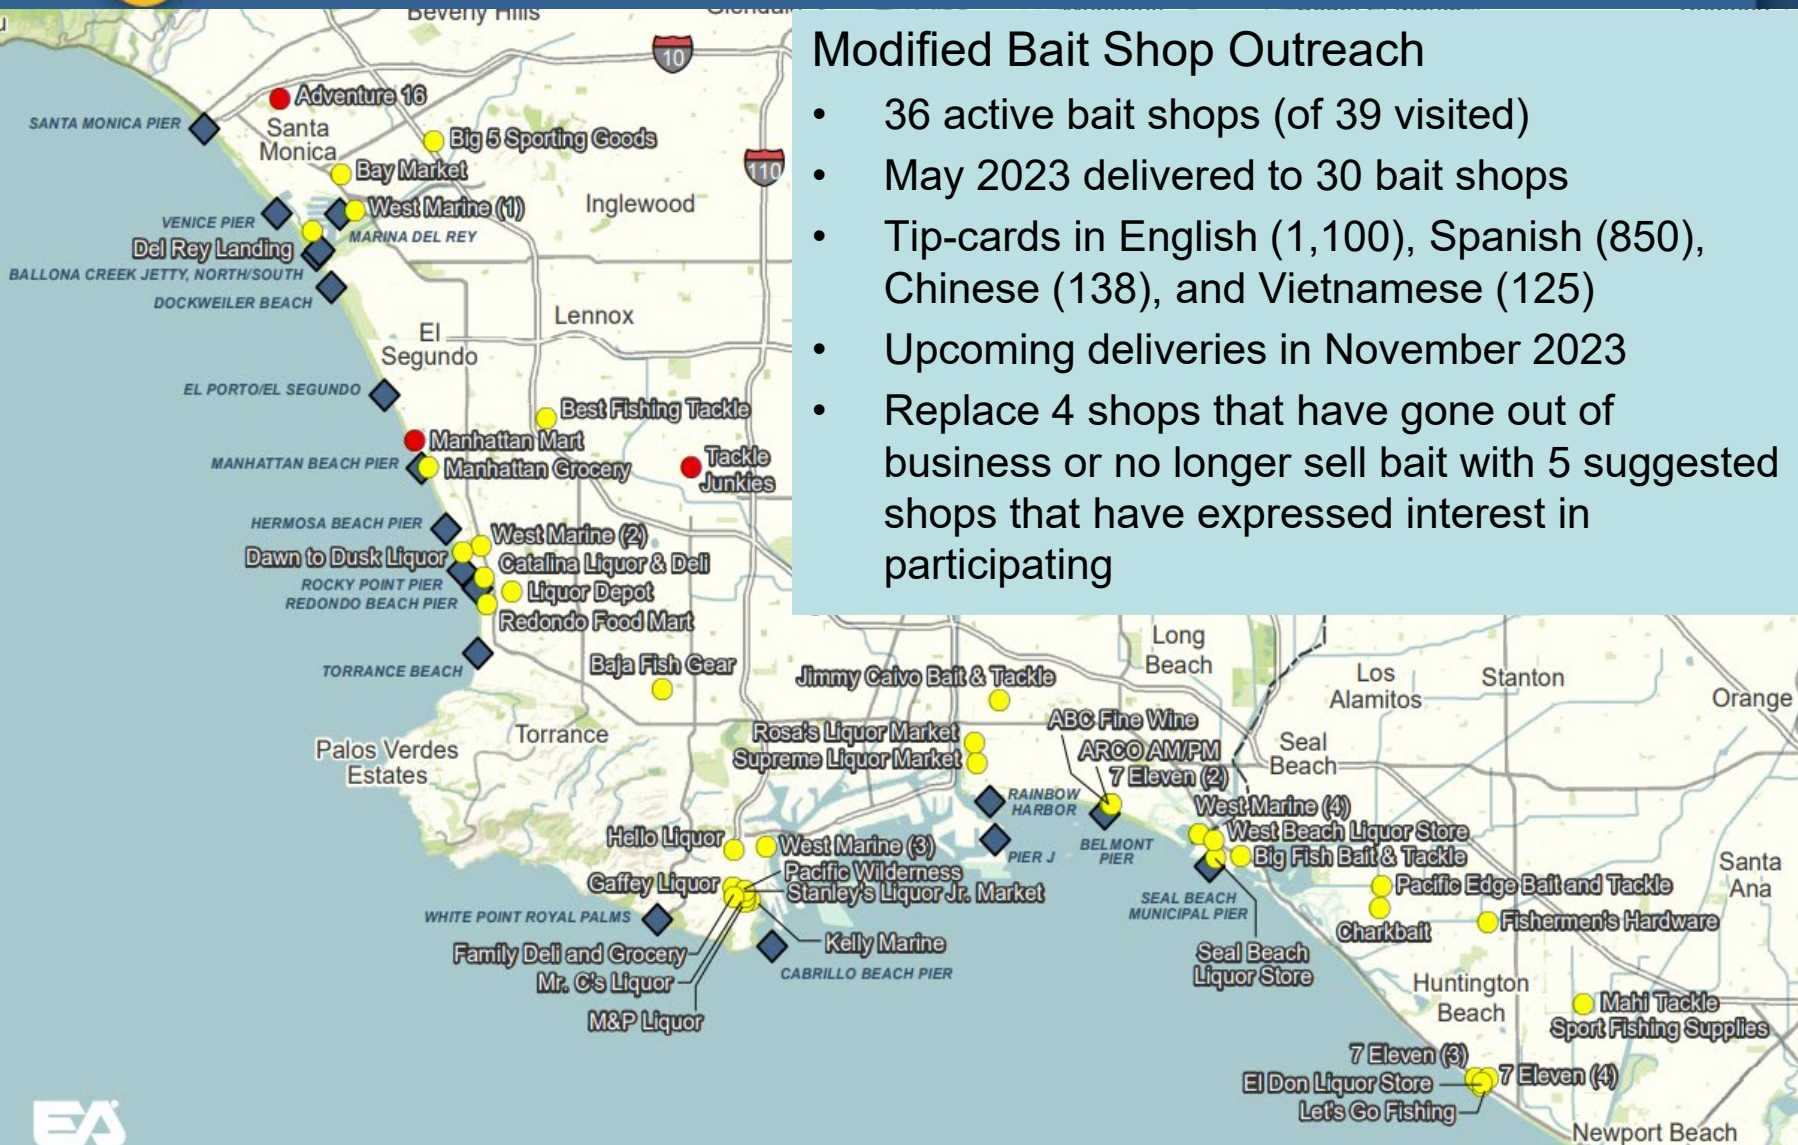 Beverly Hills
10
Adventure 16
SANTA MONICA PIER
Santa
Monica
Big 5 Sporting Goods
Bay Market
110
West Marine (1)
Inglewood
VENICE PIER
MARINA DEL REY
Del Rey Landing
BALLONA CREEK JETTY, NORTH/SOUTH
DOCKWEILER BEACH
Lennox
El
Segundo
EL PORTO/EL SEGUNDO
Best Fishing Tackle
Manhattan Mart
MANHATTAN BEACH PIER
Manhattan Grocery
Tackle
Junkies
HERMOSA BEACH PIER
West Marine (2)
Dawn to Dusk Liquor
Catalina Liquor & Deli
ROCKY POINT PIER
Liquor Depot
REDONDO BEACH PIER
Redondo Food Mart
TORRANCE BEACH
Baja Fish Gear
Modified Bait Shop Outreach
• 36 active bait shops (of 39 visited)
• May 2023 delivered to 30 bait shops
• Tip-cards in English (1,100), Spanish (850),
Chinese (138), and Vietnamese (125)
• Upcoming deliveries in November 2023
• Replace 4 shops that have gone out of
business or no longer sell bait with 5 suggested
shops that have expressed interest in
participating
Long
Beach
Los
Alamitos
Stanton
Orange
Jimmy Caivo Bait & Tackle
Torrance
Palos Verdes
Estates
Rosa's Liquor Market
Supreme Liquor Market
ABC Fine Wine
ARCO AM/PM
7 Eleven (2)
Seal
Beach
RAINBOW
HARBOR
West Marine (4)
West Beach Liquor Store
Big Fish Bait & Tackle
PIER J
BELMONT
PIER
Hello Liquor
West Marine (3)
Pacific Wilderness
Gaffey Liquor
Stanley's Liquor Jr. Market
Santa
Ana
Pacific Edge Bait and Tackle
SEAL BEACH
MUNICIPAL PIER
WHITE POINT ROYAL PALMS
Charkbait
Fishermen's Hardware
Kelly Marine
Family Deli and Grocery
CABRILLO BEACH PIER
Mr. C's Liquor
M&P Liquor
Seal Beach
Liquor Store
Huntington
Beach
Mahi Tackle
Sport Fishing Supplies
7 Eleven (3)
El Don Liquor Store
7 Eleven (4)
Let's Go Fishing
Newport Beach
EA